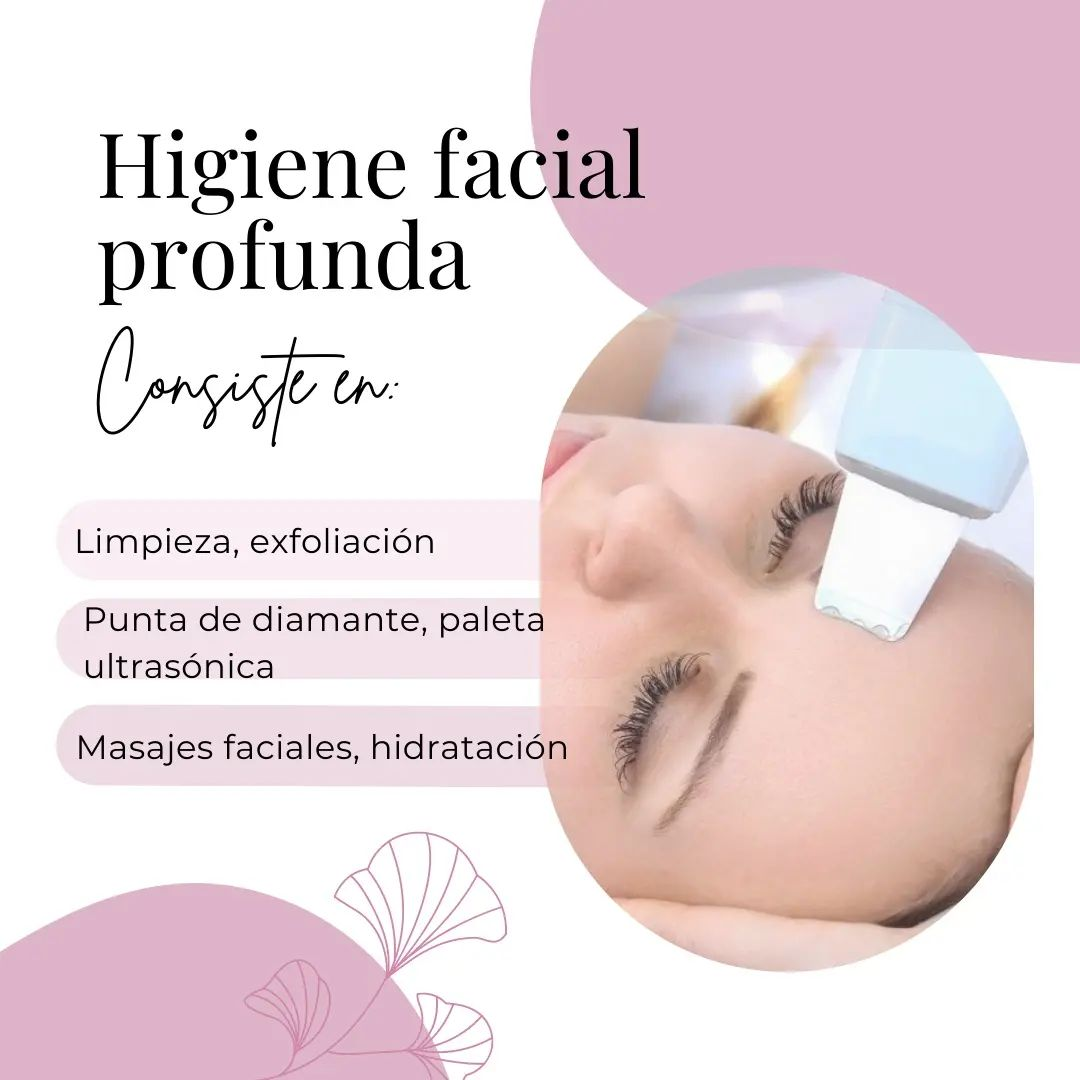 Higiene facial
profunda
Consiste en:
Limpieza, exfoliación
Punta de diamante, paleta
ultrasónica
Masajes faciales, hidratación